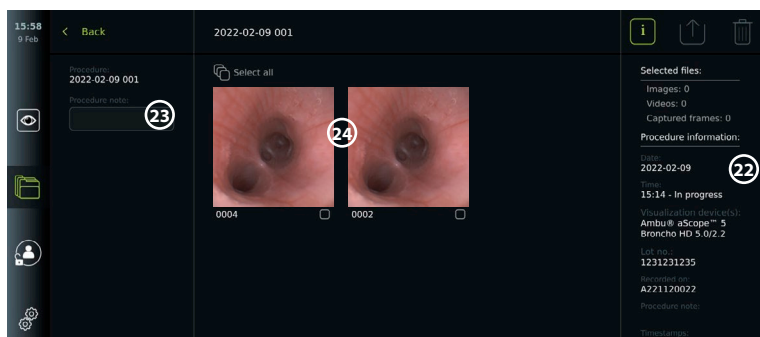 15:58
9 Feb
Back
2022-02-09 001
i
Procedure:
2022-02-09 001
Procedure note:
23
Select all
24
0004
0002
Selected files:
Images: 0
Videos: 0
Captured frames: 0
Procedure information:
Date:
2022-02-09
22
Time:
15:14 - In progress
Visualization device(s):
Ambu® aScope™ 5
Broncho HD 5.0/2.2
Lot no.:
1231231235
Recorded on:
A221120022
Procedure note:
Timestamps: